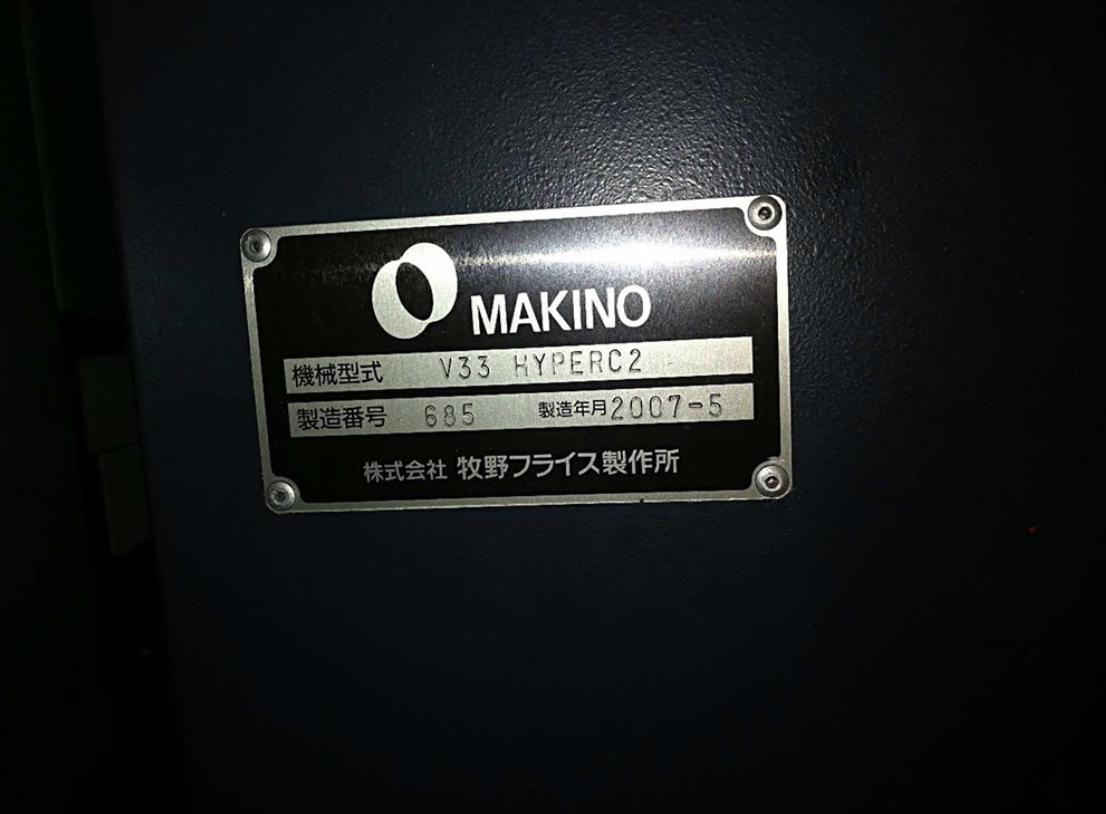 MAKINO
機械型式 V33 HYPERC2
製造番号 685 製造年月 2007-5
株式会社 牧野フライス製作所